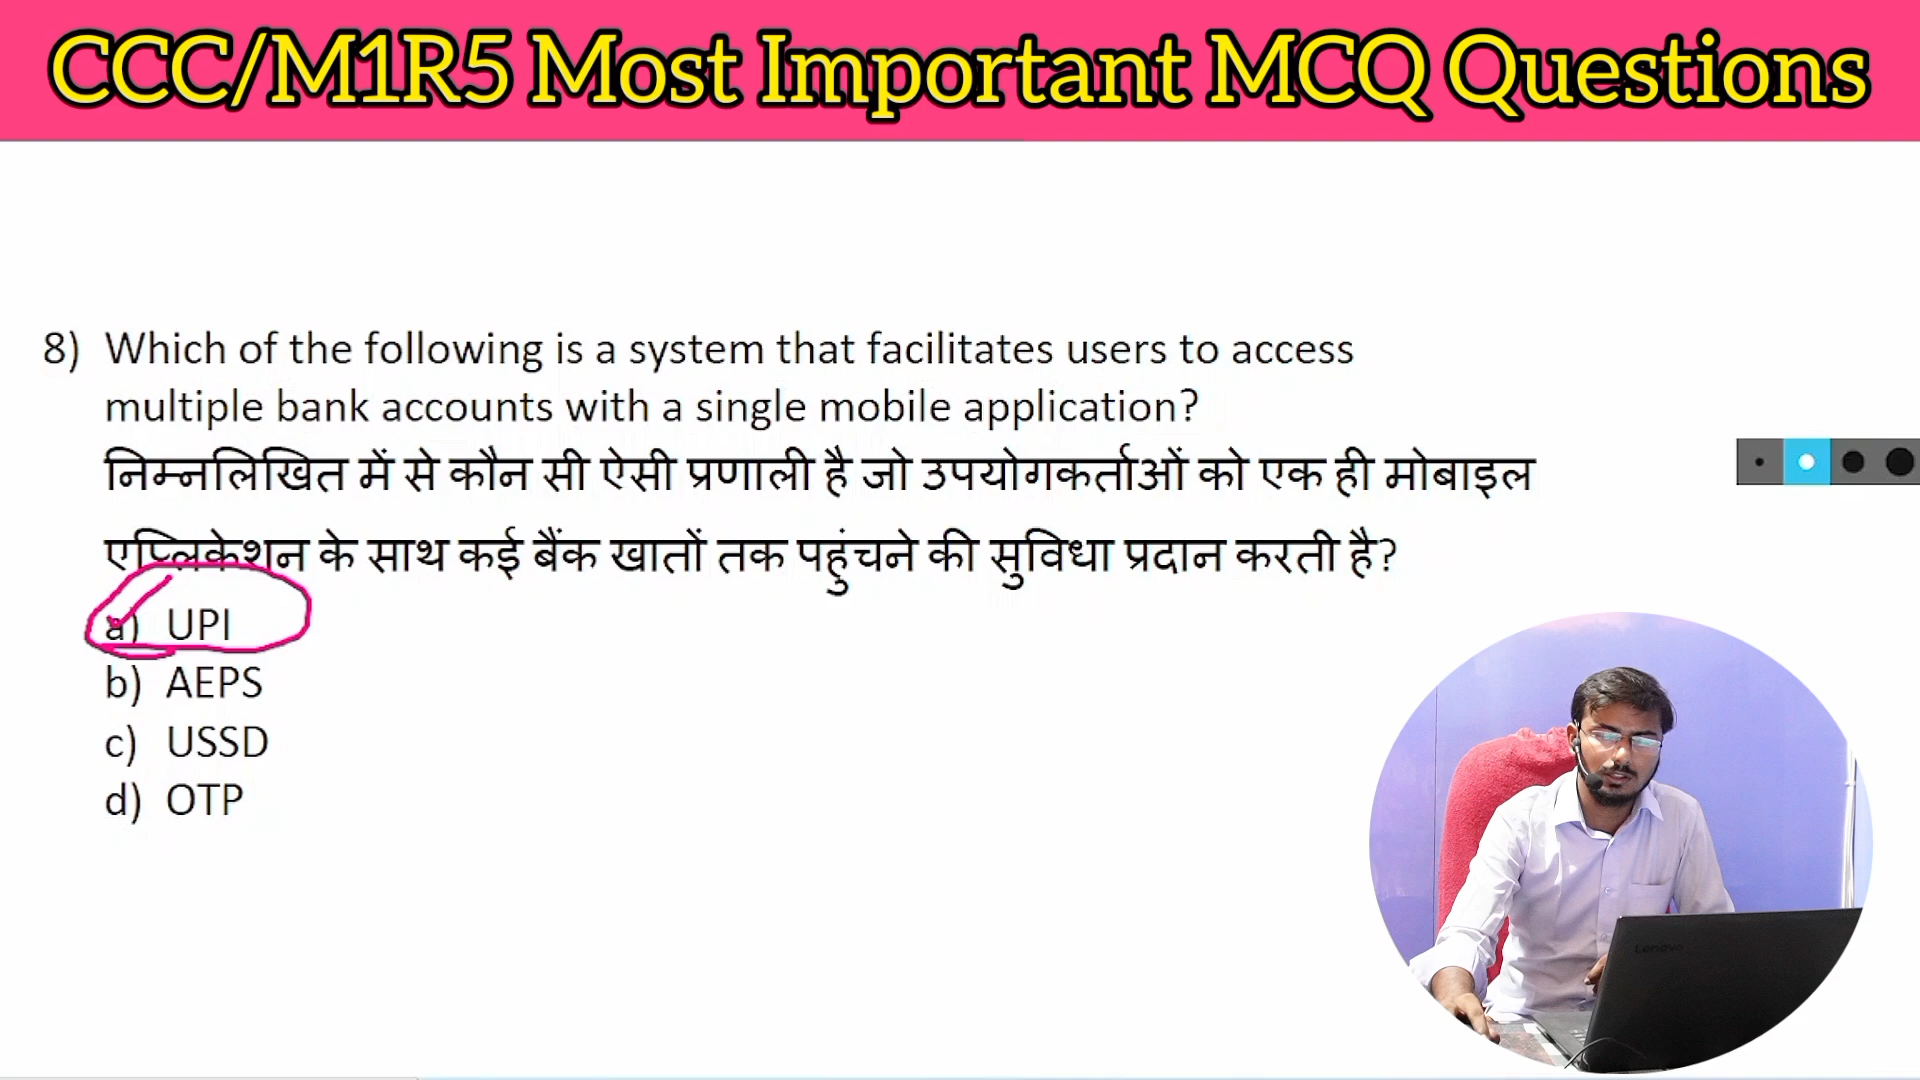 CCC/M1R5 Most Important MCQ Questions
8) Which of the following is a system that facilitates users to access
multiple bank accounts with a single mobile application?
निम्नलिखित में से कौन सी ऐसी प्रणाली है जो उपयोगकर्ताओं को एक ही मोबाइल
एप्लिकेशन के साथ कई बैंक खातों तक पहुंचने की सुविधा प्रदान करती है?
a) UPI
b) AEPS
c) USSD
d) OTP
Lenovo